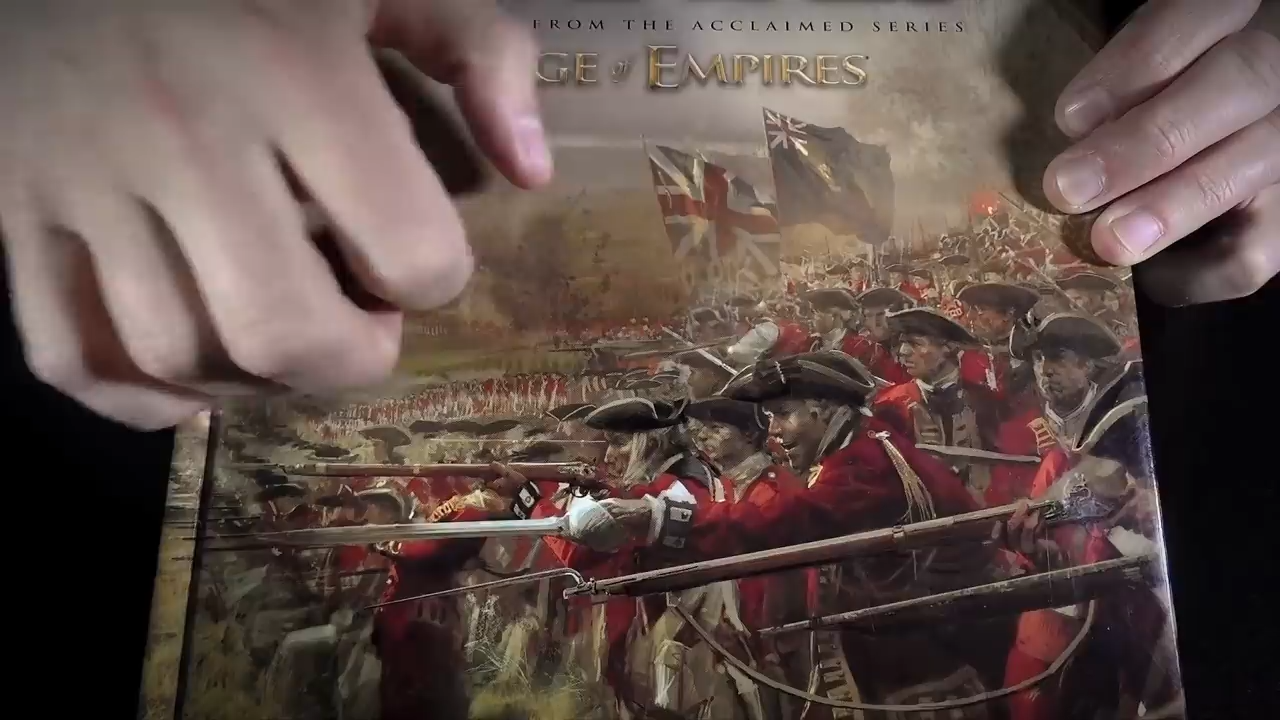 FROM THE ACCLAIMED SERIES
GE of EMPIRES